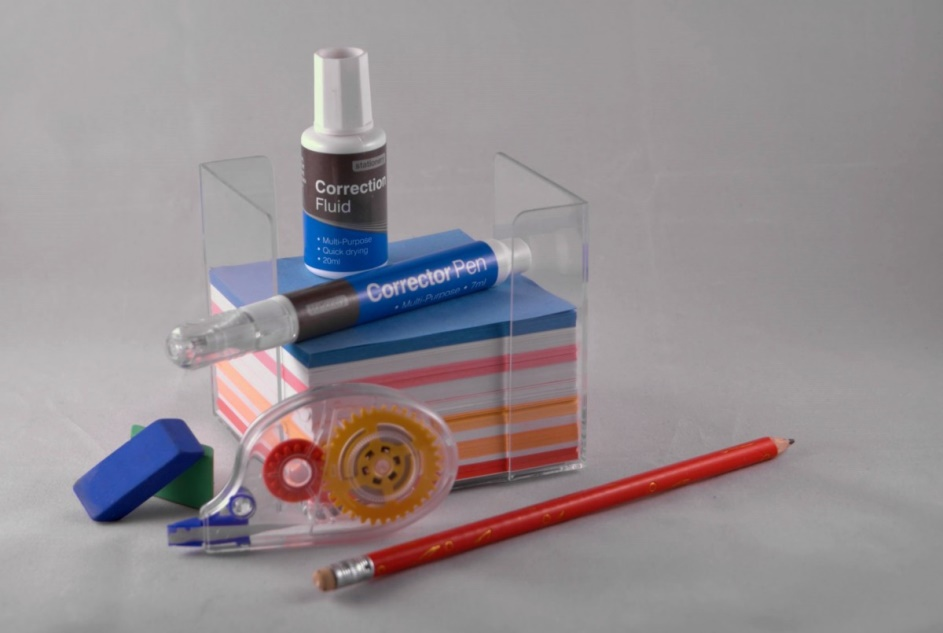 Correction
Fluid
• Multi-Purpose
• Quick drying
• 20ml
Corrector Pen
• Multi-Purpose • 7ml